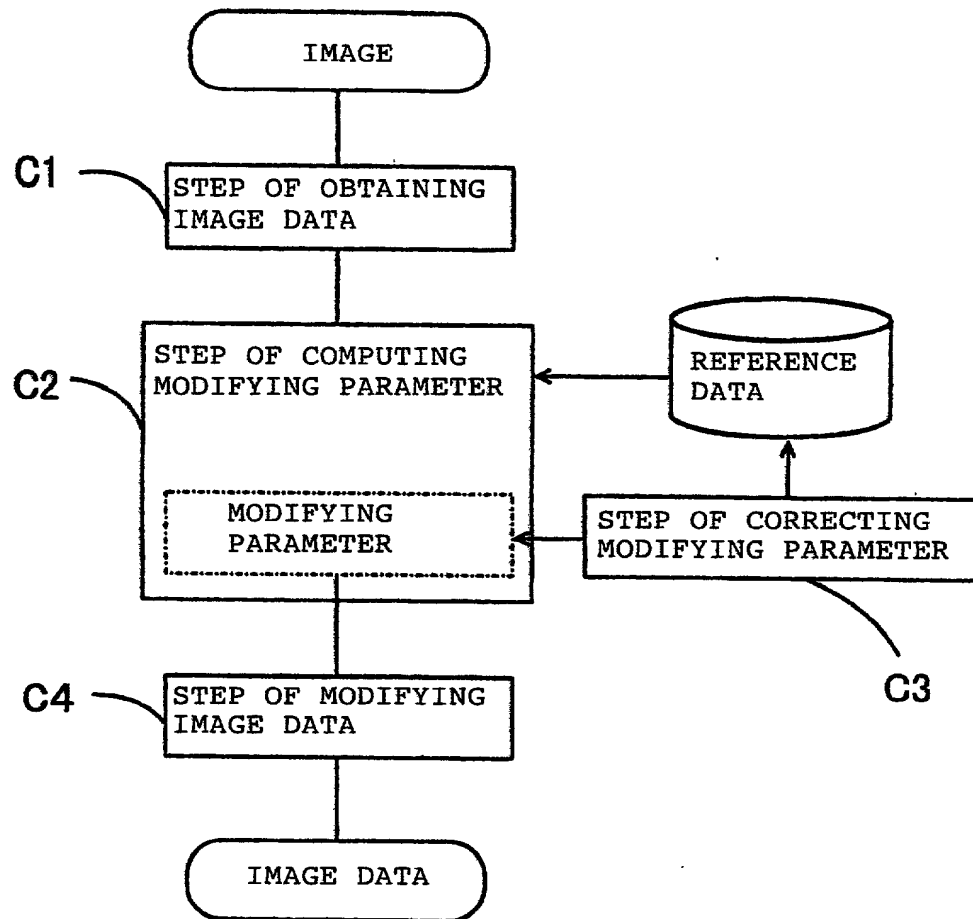 IMAGE
C1
STEP OF OBTAINING
IMAGE DATA
C2
STEP OF COMPUTING
MODIFYING PARAMETER
REFERENCE
DATA
MODIFYING
PARAMETER
STEP OF CORRECTING
MODIFYING PARAMETER
C3
C4
STEP OF MODIFYING
IMAGE DATA
IMAGE DATA